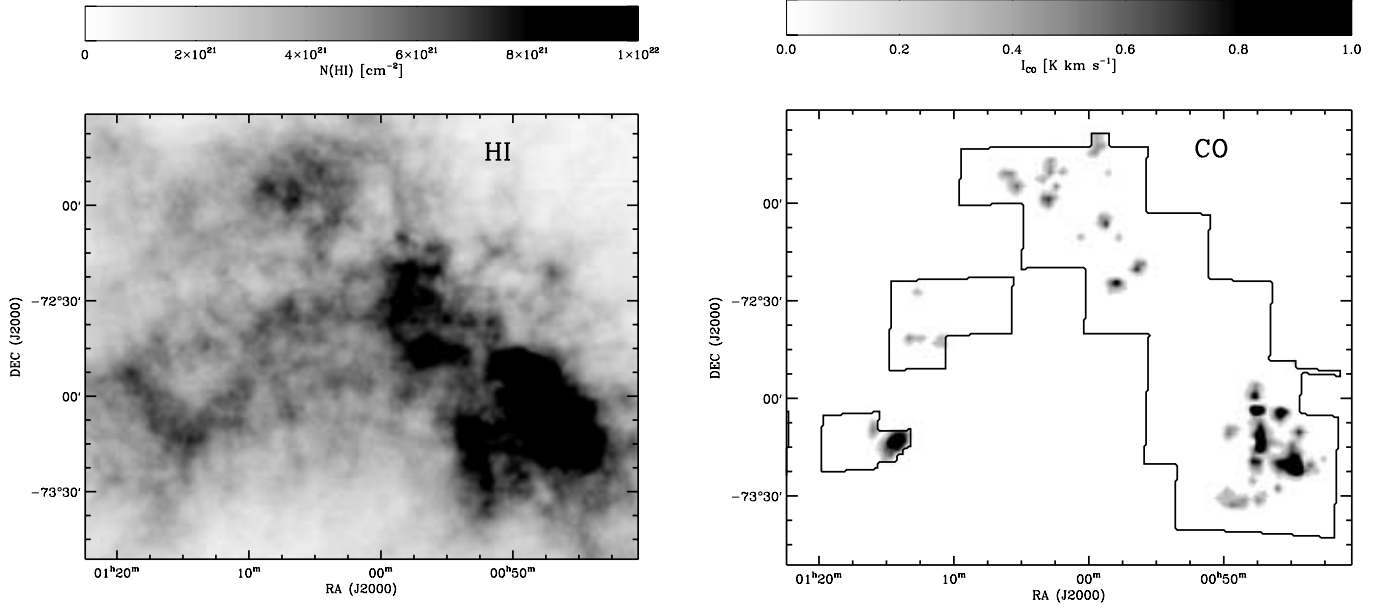 0 2×10²¹ 4×10²¹ 6×10²¹ 8×10²¹ 1×10²²
N(HI) [cm⁻²]
HI
00'
−72°30'
00'
−73°30'
DEC (J2000)
01ʰ20ᵐ 10ᵐ 00ᵐ 00ʰ50ᵐ
RA (J2000)
0.0 0.2 0.4 0.6 0.8 1.0
I_CO [K km s⁻¹]
CO
00'
−72°30'
00'
−73°30'
DEC (J2000)
01ʰ20ᵐ 10ᵐ 00ᵐ 00ʰ50ᵐ
RA (J2000)